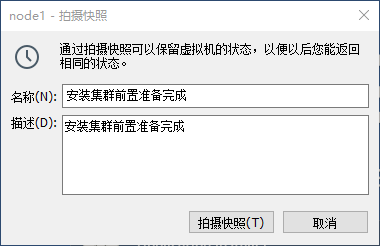 node1 - 拍摄快照
通过拍摄快照可以保留虚拟机的状态，以便以后您能返回
相同的状态。
名称(N):
安装集群前置准备完成
描述(D):
安装集群前置准备完成
拍摄快照(T)
取消